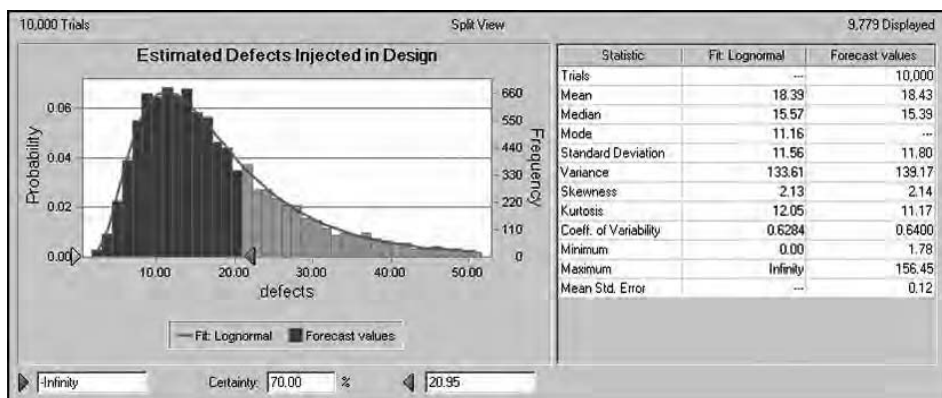 10,000 Trials Split View 9,779 Displayed
Estimated Defects Injected in Design
Probability
0.06
0.04
0.02
0.00
660
550
440
330
220
110
0
Frequency
10.00 20.00 30.00 40.00 50.00
defects
Fit: Lognormal Forecast values
Statistic Fit: Lognormal Forecast values
Trials --- 10,000
Mean 18.39 18.43
Median 15.57 15.39
Mode 11.16 ---
Standard Deviation 11.56 11.80
Variance 133.61 139.17
Skewness 2.13 2.14
Kurtosis 12.05 11.17
Coeff. of Variability 0.6284 0.6400
Minimum 0.00 1.78
Maximum Infinity 156.45
Mean Std. Error --- 0.12
-Infinity Certainty: 70.00 % 20.95